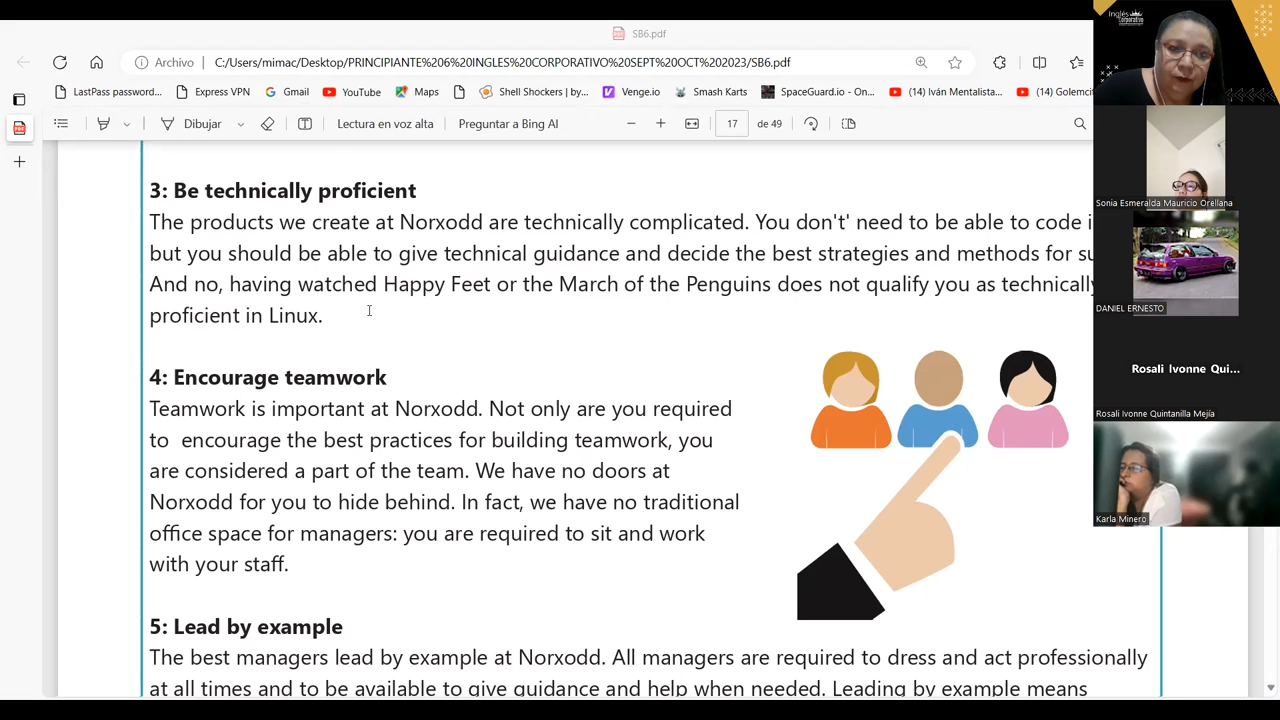 SB6.pdf
Archivo
C:/Users/mimac/Desktop/PRINCIPIANTE%206%20INGLES%20CORPORATIVO%20SEPT%20OCT%202023/SB6.pdf
LastPass password...
Express VPN
Gmail
YouTube
Maps
Shell Shockers | by...
Venge.io
Smash Karts
SpaceGuard.io - On...
(14) Iván Mentalista...
(14) Golemcit
Dibujar
Lectura en voz alta
Preguntar a Bing AI
17
de 49
3: Be technically proficient
The products we create at Norxodd are technically complicated. You don't' need to be able to code i
but you should be able to give technical guidance and decide the best strategies and methods for su
And no, having watched Happy Feet or the March of the Penguins does not qualify you as technically
proficient in Linux.
4: Encourage teamwork
Teamwork is important at Norxodd. Not only are you required
to encourage the best practices for building teamwork, you
are considered a part of the team. We have no doors at
Norxodd for you to hide behind. In fact, we have no traditional
office space for managers: you are required to sit and work
with your staff.
5: Lead by example
The best managers lead by example at Norxodd. All managers are required to dress and act professionally
at all times and to be available to give guidance and help when needed. Leading by example means
Inglés
Corporativo
Sonia Esmeralda Mauricio Orellana
DANIEL ERNESTO
Rosali Ivonne Qui...
Rosali Ivonne Quintanilla Mejía
Karla Minero